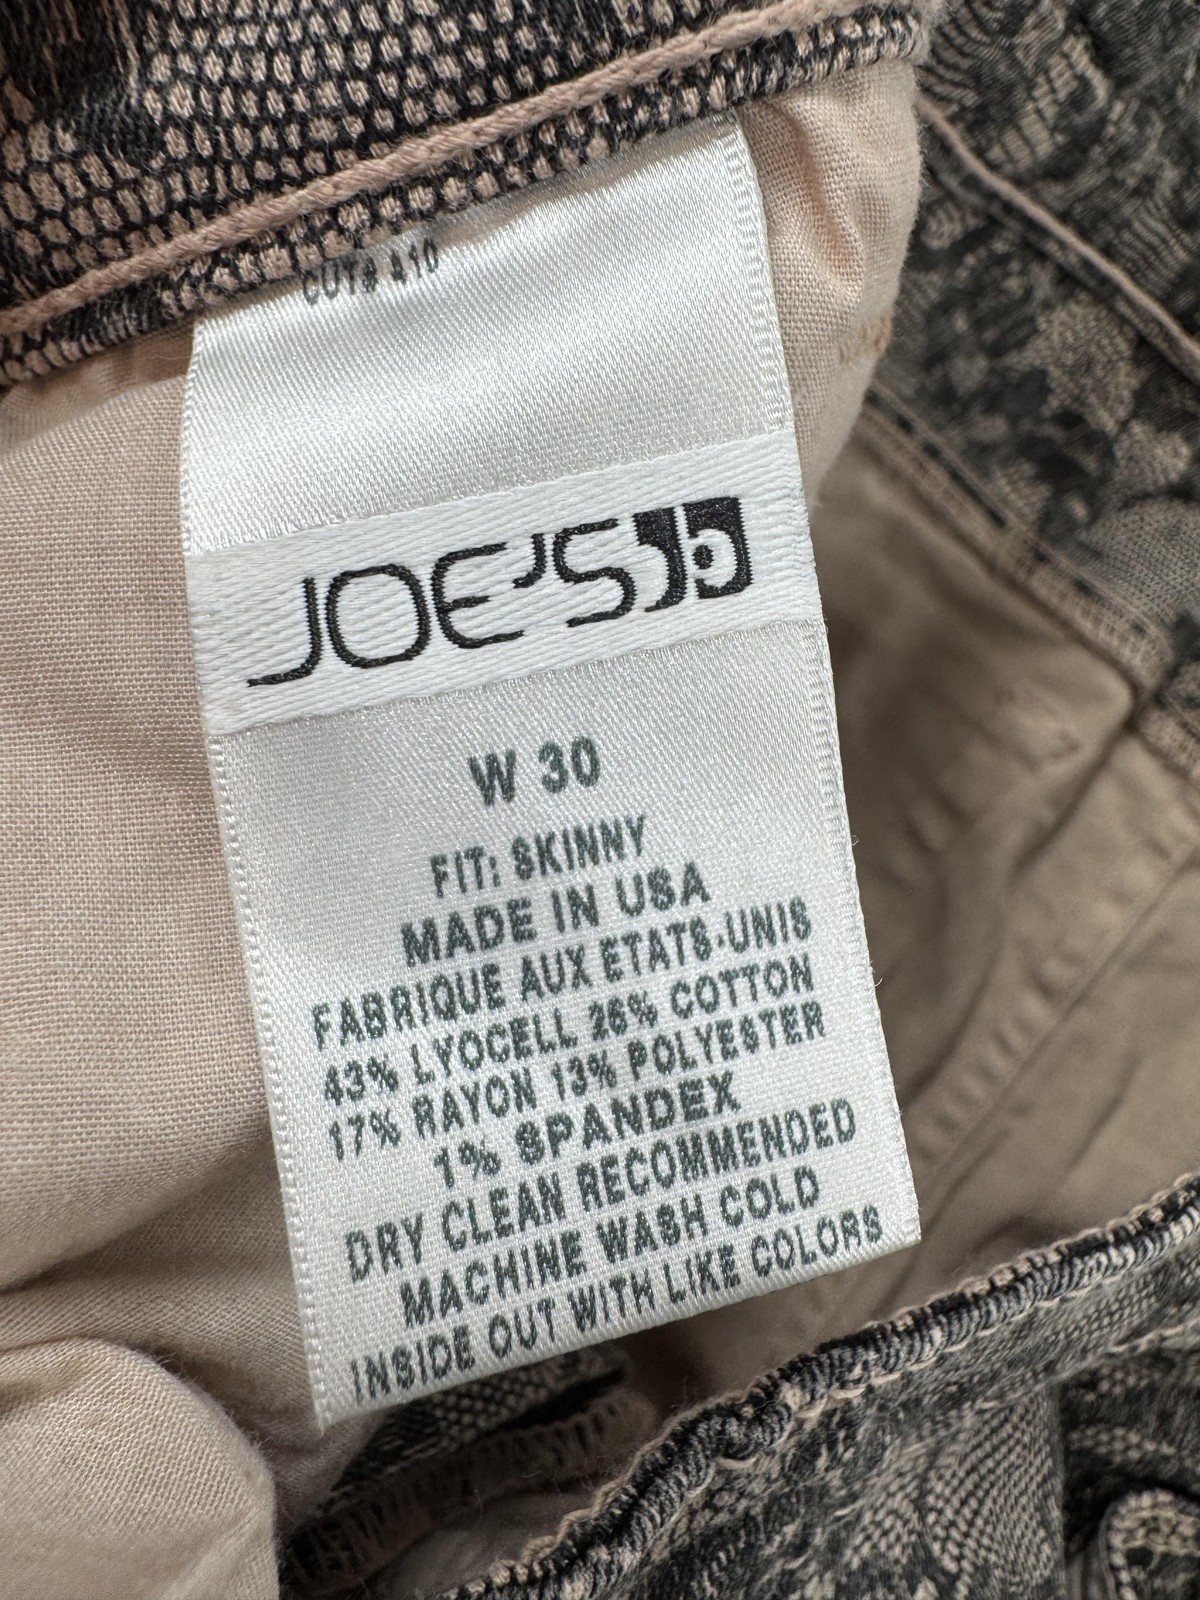 CUT# 410
JOE'S
W 30
FIT: SKINNY
MADE IN USA
FABRIQUE AUX ETATS-UNIS
43% LYOCELL 26% COTTON
17% RAYON 13% POLYESTER
1% SPANDEX
DRY CLEAN RECOMMENDED
MACHINE WASH COLD
INSIDE OUT WITH LIKE COLORS